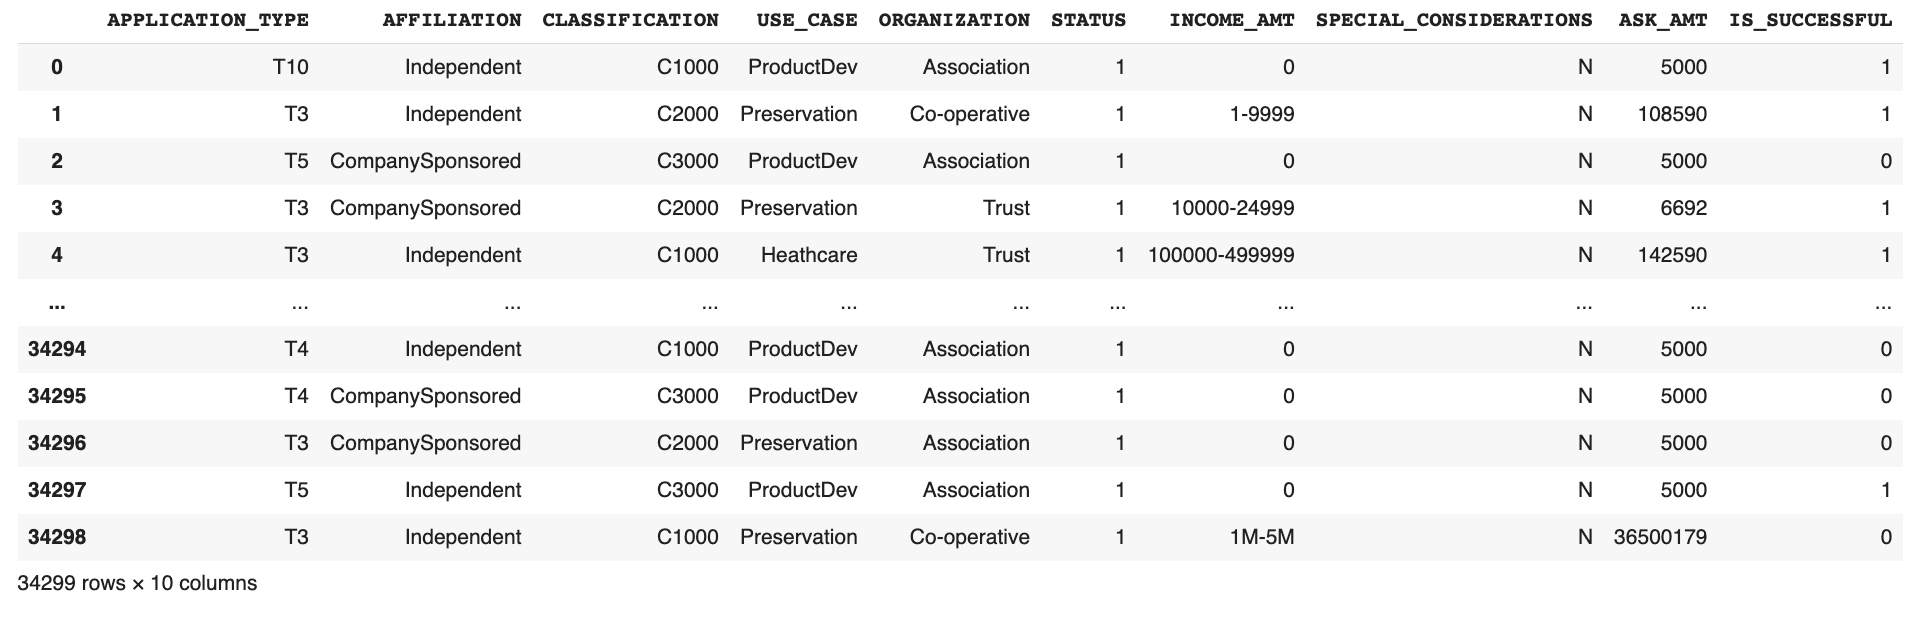 APPLICATION_TYPE AFFILIATION CLASSIFICATION USE_CASE ORGANIZATION STATUS INCOME_AMT SPECIAL_CONSIDERATIONS ASK_AMT IS_SUCCESSFUL
0 T10 Independent C1000 ProductDev Association 1 0 N 5000 1
1 T3 Independent C2000 Preservation Co-operative 1 1-9999 N 108590 1
2 T5 CompanySponsored C3000 ProductDev Association 1 0 N 5000 0
3 T3 CompanySponsored C2000 Preservation Trust 1 10000-24999 N 6692 1
4 T3 Independent C1000 Heathcare Trust 1 100000-499999 N 142590 1
... ... ... ... ... ... ... ... ... ... ...
34294 T4 Independent C1000 ProductDev Association 1 0 N 5000 0
34295 T4 CompanySponsored C3000 ProductDev Association 1 0 N 5000 0
34296 T3 CompanySponsored C2000 Preservation Association 1 0 N 5000 0
34297 T5 Independent C3000 ProductDev Association 1 0 N 5000 1
34298 T3 Independent C1000 Preservation Co-operative 1 1M-5M N 36500179 0
34299 rows × 10 columns